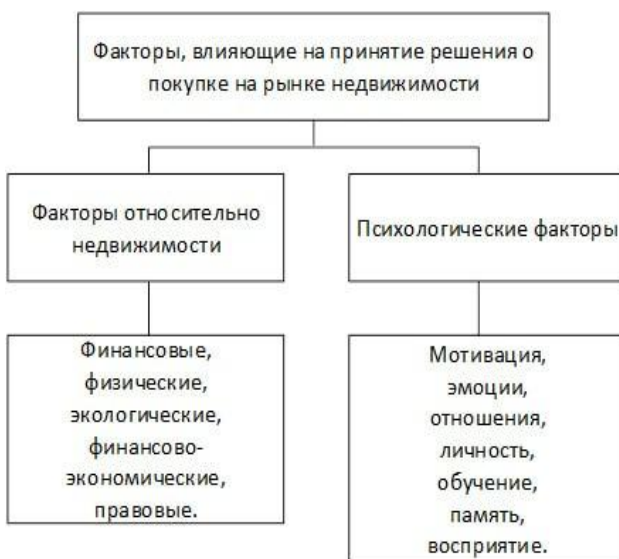 Факторы, влияющие на принятие решения о
покупке на рынке недвижимости
Факторы относительно
недвижимости
Психологические факторы
Финансовые,
физические,
экологические,
финансово-
экономические,
правовые.
Мотивация,
эмоции,
отношения,
личность,
обучение,
память,
восприятие.